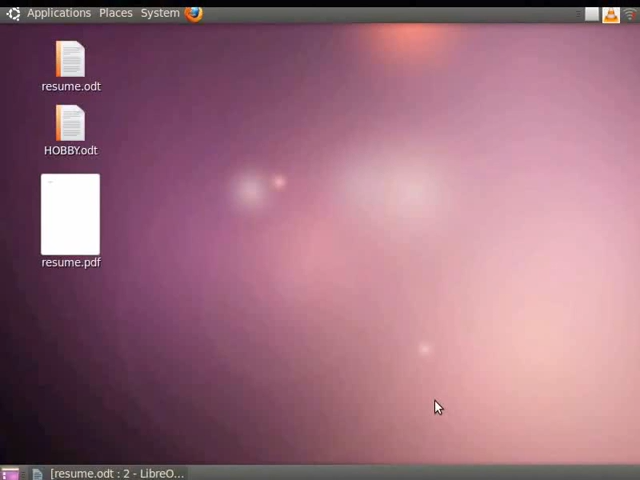 Applications Places System
resume.odt
HOBBY.odt
resume.pdf
[resume.odt : 2 - LibreO...